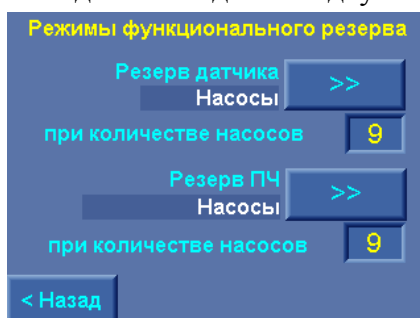 Режимы функционального резерва
Резерв датчика
>>
Насосы
при количестве насосов 9
Резерв ПЧ
>>
Насосы
при количестве насосов 9
< Назад